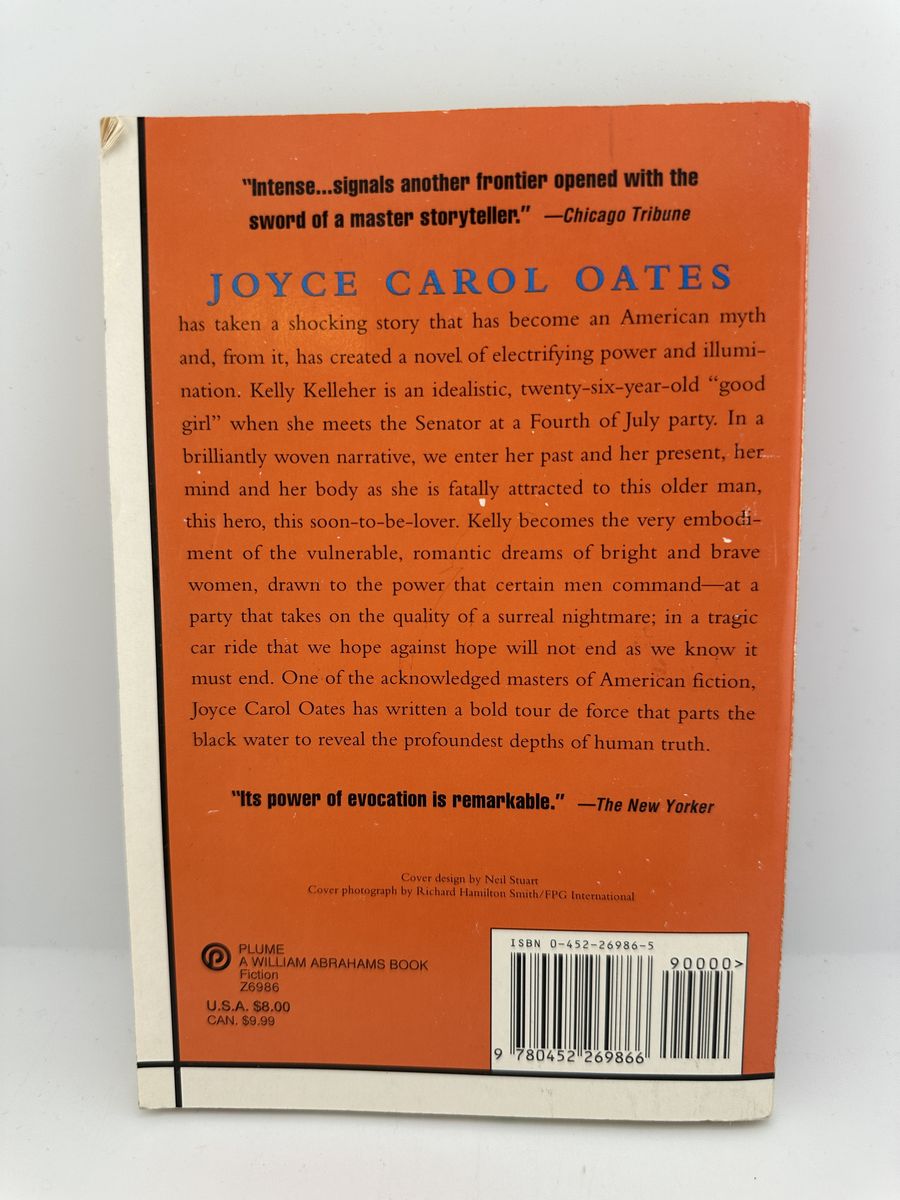 "Intense...signals another frontier opened with the
sword of a master storyteller." —Chicago Tribune
JOYCE CAROL OATES
has taken a shocking story that has become an American myth
and, from it, has created a novel of electrifying power and illumi-
nation. Kelly Kelleher is an idealistic, twenty-six-year-old “good
girl” when she meets the Senator at a Fourth of July party. In a
brilliantly woven narrative, we enter her past and her present, her
mind and her body as she is fatally attracted to this older man,
this hero, this soon-to-be-lover. Kelly becomes the very embodi-
ment of the vulnerable, romantic dreams of bright and brave
women, drawn to the power that certain men command—at a
party that takes on the quality of a surreal nightmare; in a tragic
car ride that we hope against hope will not end as we know it
must end. One of the acknowledged masters of American fiction,
Joyce Carol Oates has written a bold tour de force that parts the
black water to reveal the profoundest depths of human truth.
"Its power of evocation is remarkable." —The New Yorker
Cover design by Neil Stuart
Cover photograph by Richard Hamilton Smith/FPG International
PLUME
A WILLIAM ABRAHAMS BOOK
Fiction
Z6986
U.S.A. $8.00
CAN. $9.99
ISBN 0-452-26986-5
90000>
9 780452 269866